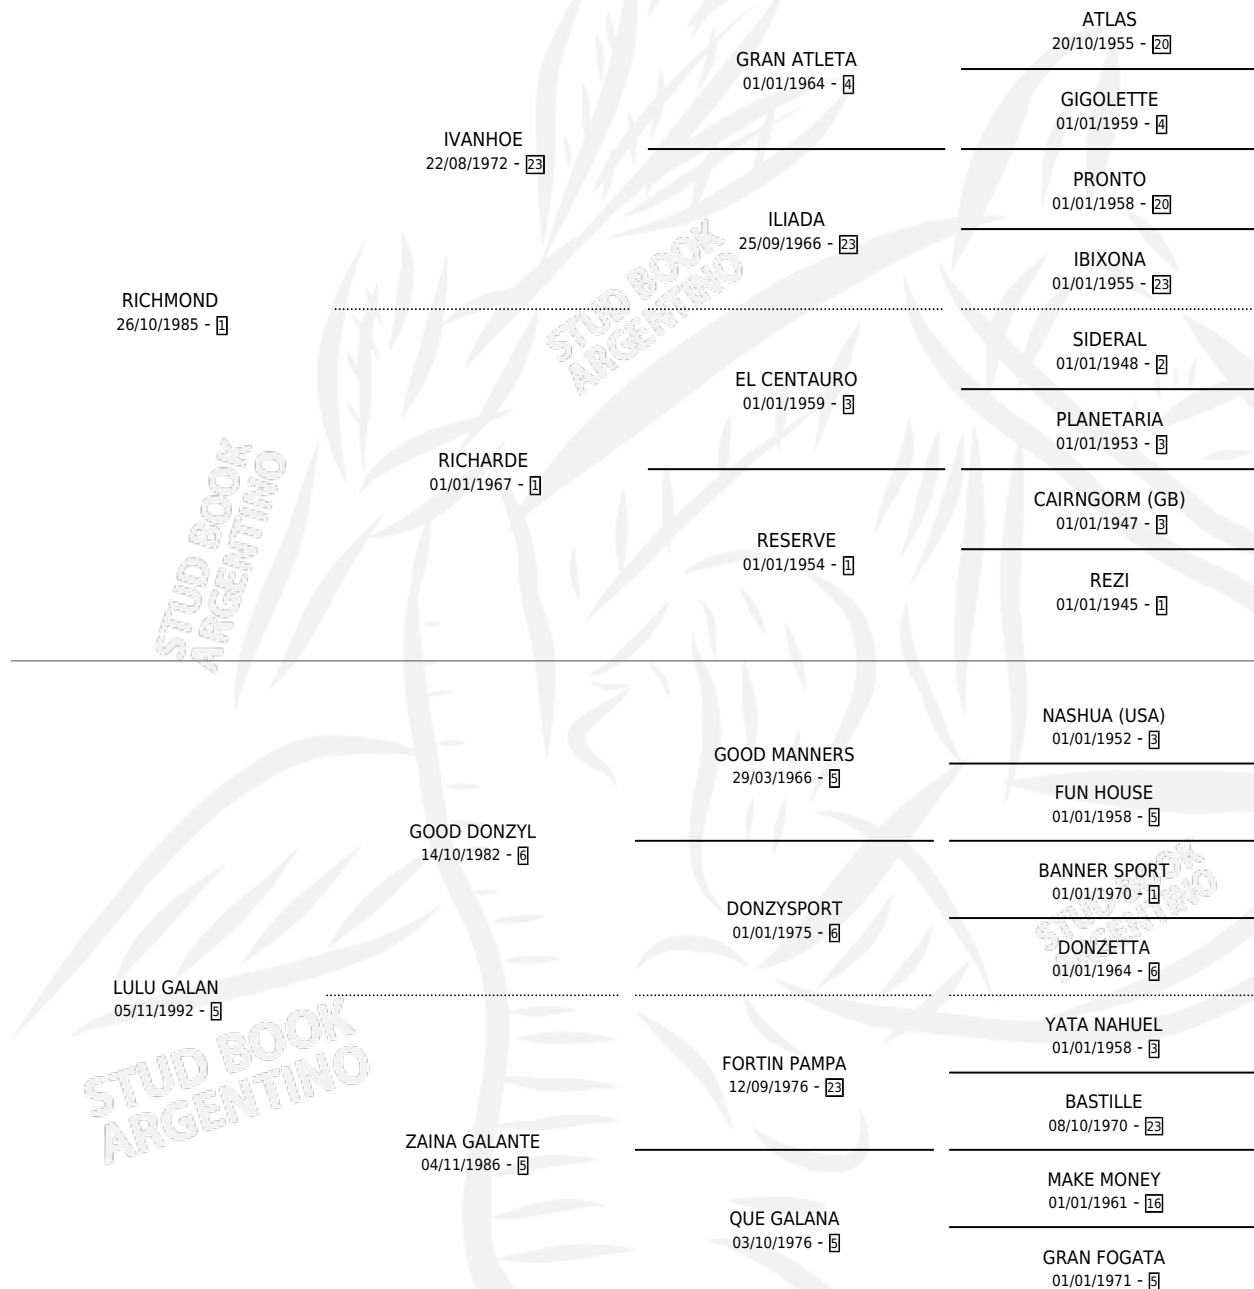 ATLAS
20/10/1955 - 20
GRAN ATLETA
01/01/1964 - 4
GIGOLETTE
01/01/1959 - 4
IVANHOE
22/08/1972 - 23
PRONTO
01/01/1958 - 20
ILIADA
25/09/1966 - 23
IBIXONA
01/01/1955 - 23
RICHMOND
26/10/1985 - 1
SIDERAL
01/01/1948 - 2
EL CENTAURO
01/01/1959 - 3
PLANETARIA
01/01/1953 - 3
RICHARDE
01/01/1967 - 1
CAIRNGORM (GB)
01/01/1947 - 3
RESERVE
01/01/1954 - 1
REZI
01/01/1945 - 1
NASHUA (USA)
01/01/1952 - 3
GOOD MANNERS
29/03/1966 - 5
FUN HOUSE
01/01/1958 - 5
GOOD DONZYL
14/10/1982 - 6
BANNER SPORT
01/01/1970 - 1
DONZYSPORT
01/01/1975 - 6
DONZETTA
01/01/1964 - 6
LULU GALAN
05/11/1992 - 5
YATA NAHUEL
01/01/1958 - 3
FORTIN PAMPA
12/09/1976 - 23
BASTILLE
08/10/1970 - 23
ZAINA GALANTE
04/11/1986 - 5
MAKE MONEY
01/01/1961 - 16
QUE GALANA
03/10/1976 - 5
GRAN FOGATA
01/01/1971 - 5
STUD BOOK
ARGENTINO
STUD BOOK
ARGENTINO
STUD BOOK
ARGENTINO
STUD BOOK
ARGENTINO